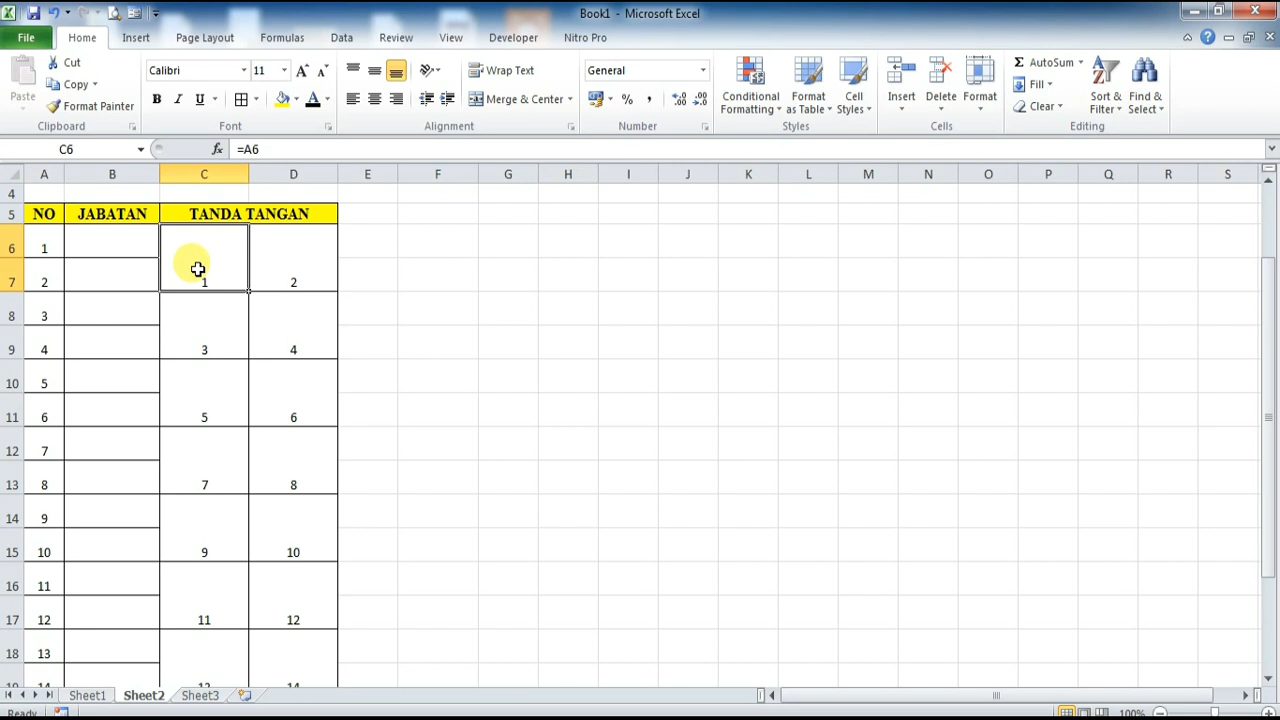 Book1 - Microsoft Excel
File Home Insert Page Layout Formulas Data Review View Developer Nitro Pro
Paste
Cut
Copy
Format Painter
Clipboard
Calibri 11
B I U
Font
Wrap Text
Merge & Center
Alignment
General
Number
Conditional Formatting
Format as Table
Cell Styles
Styles
Insert Delete Format
Cells
AutoSum
Fill
Clear
Sort & Filter
Find & Select
Editing
C6 fx =A6
A B C D E F G H I J K L M N O P Q R S
4
5 NO JABATAN TANDA TANGAN
6 1
7 2 1 2
8 3
9 4 3 4
10 5
11 6 5 6
12 7
13 8 7 8
14 9
15 10 9 10
16 11
17 12 11 12
18 13
Sheet1 Sheet2 Sheet3
Ready 100%